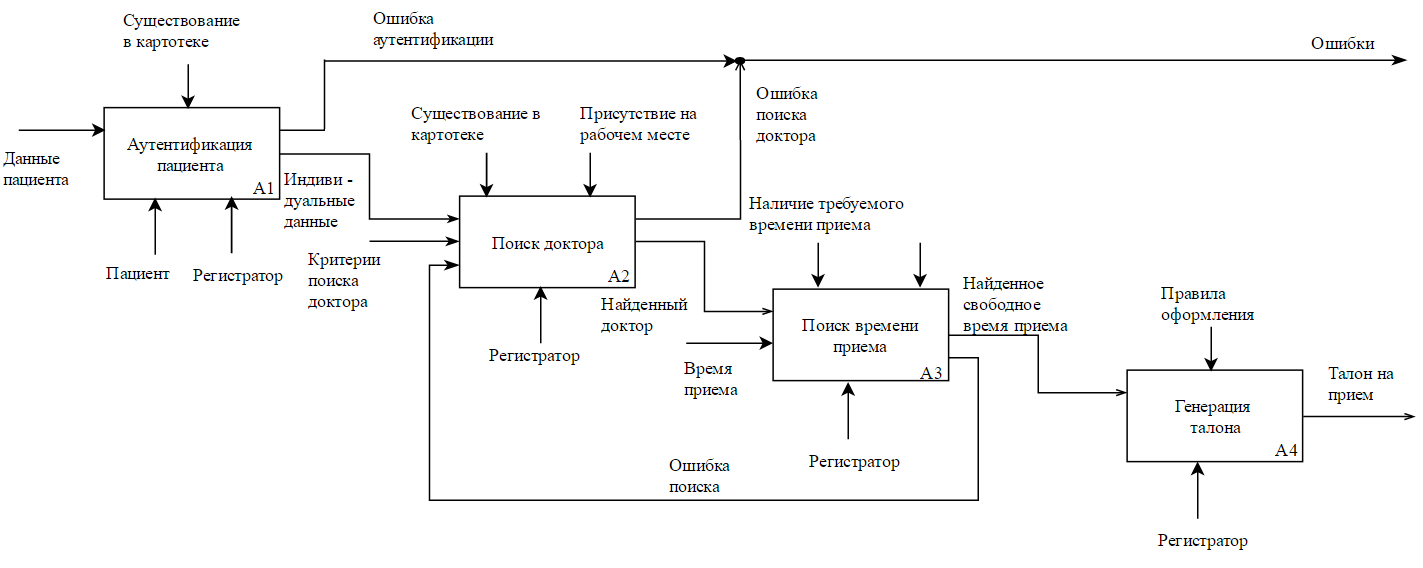 Существование
в картотеке
Ошибка
аутентификации
Ошибки
Данные
пациента
Аутентификация
пациента
A1
Пациент
Регистратор
Индиви -
дуальные
данные
Существование в
картотеке
Присутствие на
рабочем месте
Ошибка
поиска
доктора
Критерии
поиска
доктора
Поиск доктора
A2
Регистратор
Найденный
доктор
Наличие требуемого
времени приема
Время
приема
Поиск времени
приема
A3
Регистратор
Ошибка
поиска
Найденное
свободное
время приема
Правила
оформления
Генерация
талона
A4
Регистратор
Талон на
прием